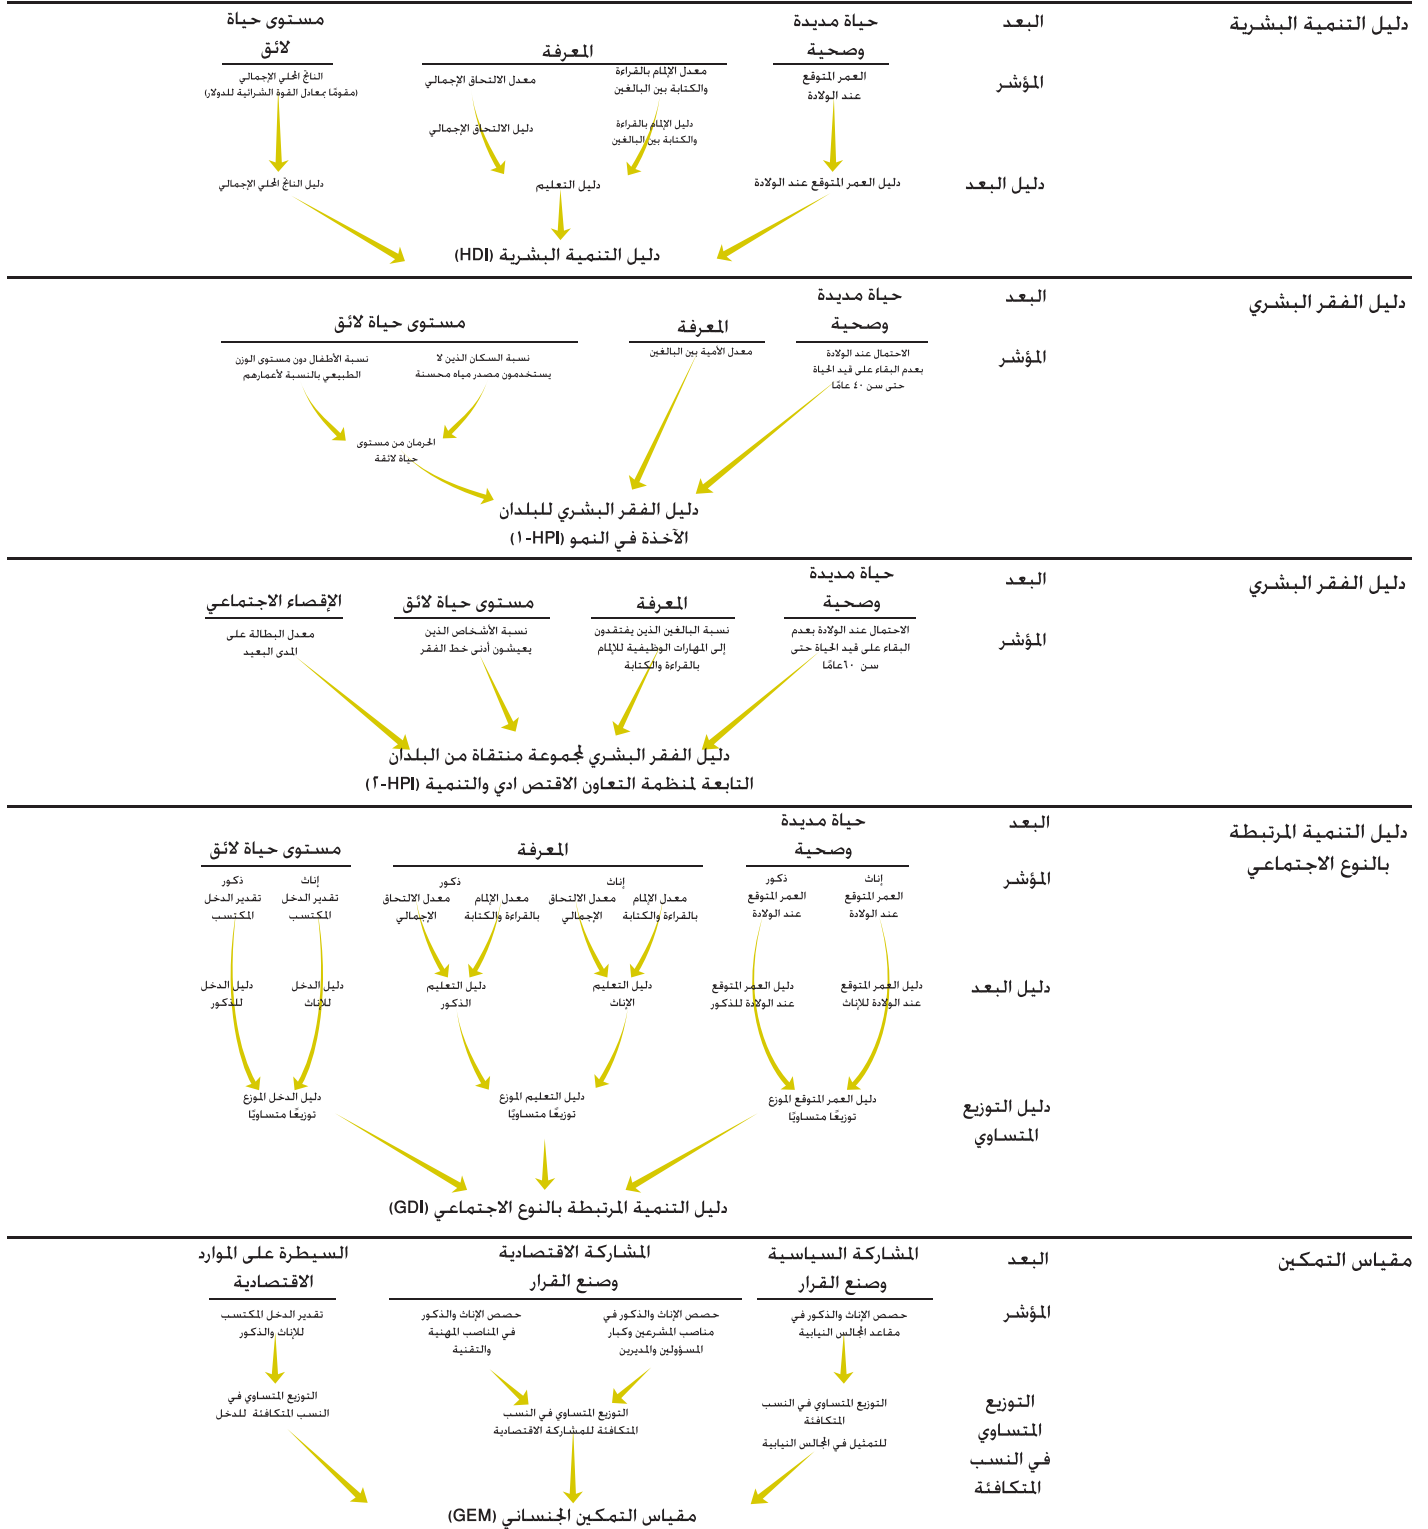 دليل التنمية البشرية
البعد
حياة مديدة
وصحية
المعرفة
مستوى حياة
لائق
المؤشر
العمر المتوقع
عند الولادة
معدل الإلمام بالقراءة
والكتابة بين البالغين
معدل الالتحاق الإجمالي
الناتج المحلي الإجمالي
(مقومًا بمعادل القوة الشرائية للدولار)
دليل الإلمام بالقراءة
والكتابة بين البالغين
دليل الالتحاق الإجمالي
دليل البعد
دليل العمر المتوقع عند الولادة
دليل التعليم
دليل الناتج المحلي الإجمالي
دليل التنمية البشرية (HDI)
دليل الفقر البشري
البعد
حياة مديدة
وصحية
المعرفة
مستوى حياة لائق
المؤشر
الاحتمال عند الولادة
بعدم البقاء على قيد الحياة
حتى سن ٤٠ عامًا
معدل الأمية بين البالغين
نسبة السكان الذين لا
يستخدمون مصدر مياه محسنة
نسبة الأطفال دون مستوى الوزن
الطبيعي بالنسبة لأعمارهم
الحرمان من مستوى
حياة لائقة
دليل الفقر البشري للبلدان
الآخذة في النمو (HPI-١)
دليل الفقر البشري
البعد
حياة مديدة
وصحية
المعرفة
مستوى حياة لائق
الإقصاء الاجتماعي
المؤشر
الاحتمال عند الولادة بعدم
البقاء على قيد الحياة حتى
سن ٦٠عامًا
نسبة البالغين الذين يفتقدون
إلى المهارات الوظيفية للإلمام
بالقراءة والكتابة
نسبة الأشخاص الذين
يعيشون أدنى خط الفقر
معدل البطالة على
المدى البعيد
دليل الفقر البشري لمجموعة منتقاة من البلدان
التابعة لمنظمة التعاون الاقتص ادي والتنمية (HPI-٢)
دليل التنمية المرتبطة
بالنوع الاجتماعي
البعد
حياة مديدة
وصحية
المعرفة
مستوى حياة لائق
المؤشر
إناث
العمر المتوقع
عند الولادة
ذكور
العمر المتوقع
عند الولادة
إناث
معدل الإلمام
بالقراءة والكتابة
معدل الالتحاق
الإجمالي
ذكور
معدل الإلمام
بالقراءة والكتابة
معدل الالتحاق
الإجمالي
إناث
تقدير الدخل
المكتسب
ذكور
تقدير الدخل
المكتسب
دليل البعد
دليل العمر المتوقع
عند الولادة للإناث
دليل العمر المتوقع
عند الولادة للذكور
دليل التعليم
الإناث
دليل التعليم
الذكور
دليل الدخل
للإناث
دليل الدخل
للذكور
دليل التوزيع
المتساوي
دليل العمر المتوقع الموزع
توزيعًا متساويًا
دليل التعليم الموزع
توزيعًا متساويًا
دليل الدخل الموزع
توزيعًا متساويًا
دليل التنمية المرتبطة بالنوع الاجتماعي (GDI)
مقياس التمكين
البعد
المشاركة السياسية
وصنع القرار
المشاركة الاقتصادية
وصنع القرار
السيطرة على الموارد
الاقتصادية
المؤشر
حصص الإناث والذكور في
مقاعد المجالس النيابية
حصص الإناث والذكور في
مناصب المشرعين وكبار
المسؤولين والمديرين
حصص الإناث والذكور
في المناصب المهنية
والتقنية
تقدير الدخل المكتسب
للإناث والذكور
التوزيع
المتساوي
في النسب
المتكافئة
التوزيع المتساوي في النسب
المتكافئة
للتمثيل في المجالس النيابية
التوزيع المتساوي في النسب
المتكافئة للمشاركة الاقتصادية
التوزيع المتساوي في
النسب المتكافئة للدخل
مقياس التمكين الجنساني (GEM)